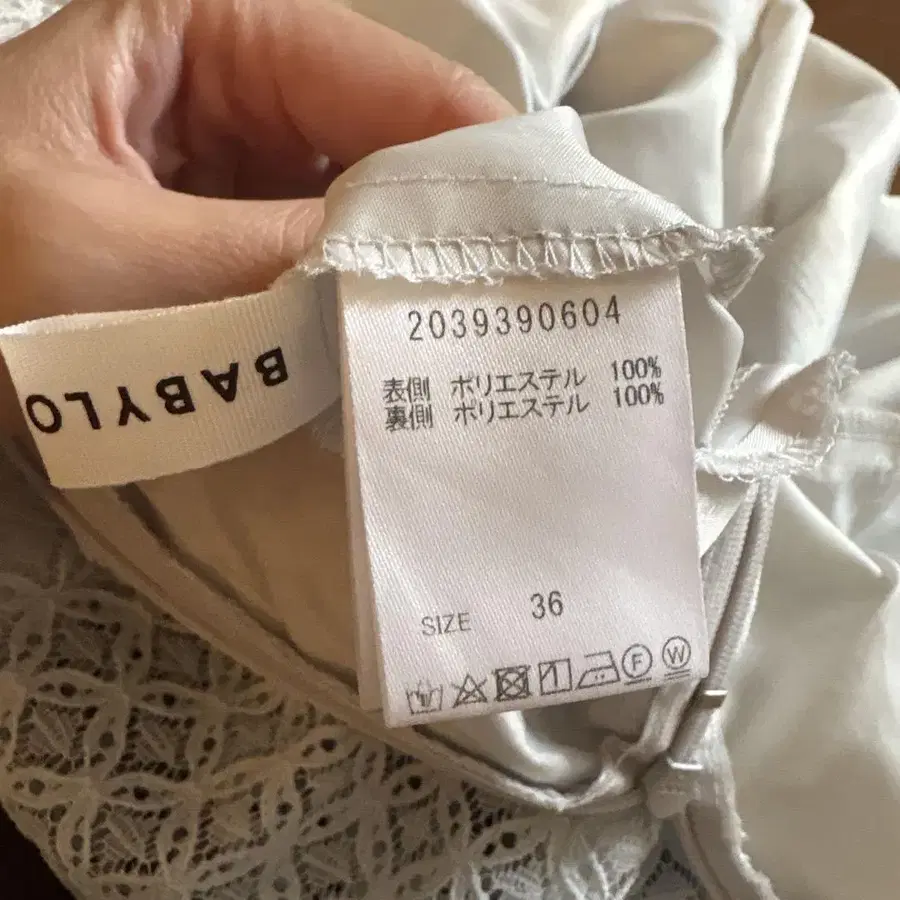 BABYLO
2039390604
表側 ポリエステル 100%
裏側 ポリエステル 100%
SIZE 36
F W